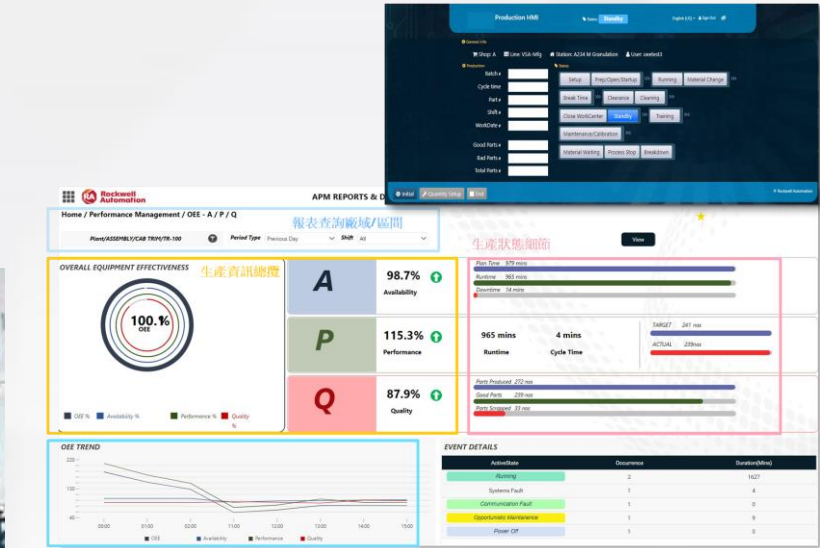 Production HMI
Status Standby
English (US)
Sign Out
General Info
Shop: A
Line: VSA-Mfg
Station: A234 M Granulation
User: seeted3
Production
Status
Batch #
Cycle time
Part #
Shift #
WorkDate #
Good Parts #
Bad Parts #
Total Parts #
Setup
Prep/Open/Startup
Running
Material Change
Break Time
Clearance
Cleaning
Close WorkCenter
Standby
Training
Maintenance/Calibration
Material Waiting
Process Stop
Breakdown
Initial
Quantity Setup
End
Rockwell Automation
RA
Rockwell
Automation
APM REPORTS & D
Home / Performance Management / OEE - A / P / Q
報表查詢廠域/區間
Plant/ASSEMBLY/CAB TRIM/TR-100
Period Type
Previous Day
Shift
All
生產狀態細節
View
OVERALL EQUIPMENT EFFECTIVENESS
生產資訊總攬
100.%
OEE
OEE %
Availability %
Performance %
Quality
%
A
98.7%
Availability
P
115.3%
Performance
Q
87.9%
Quality
Plan Time 979 mins
Runtime 965 mins
Downtime 14 mins
965 mins
Runtime
4 mins
Cycle Time
TARGET 241 nos
ACTUAL 239nos
Parts Produced 272 nos
Good Parts 239 nos
Parts Scrapped 33 nos
OEE TREND
220
130
40
00:00
01:00
02:00
11:00
12:00
13:00
14:00
15:00
OEE
Availability
Performance
Quality
EVENT DETAILS
ActiveState
Occurrence
Duration(Mins)
Running
2
1627
Systems Fault
1
4
Communication Fault
1
0
Opportunistic Maintenence
1
9
Power Off
1
0